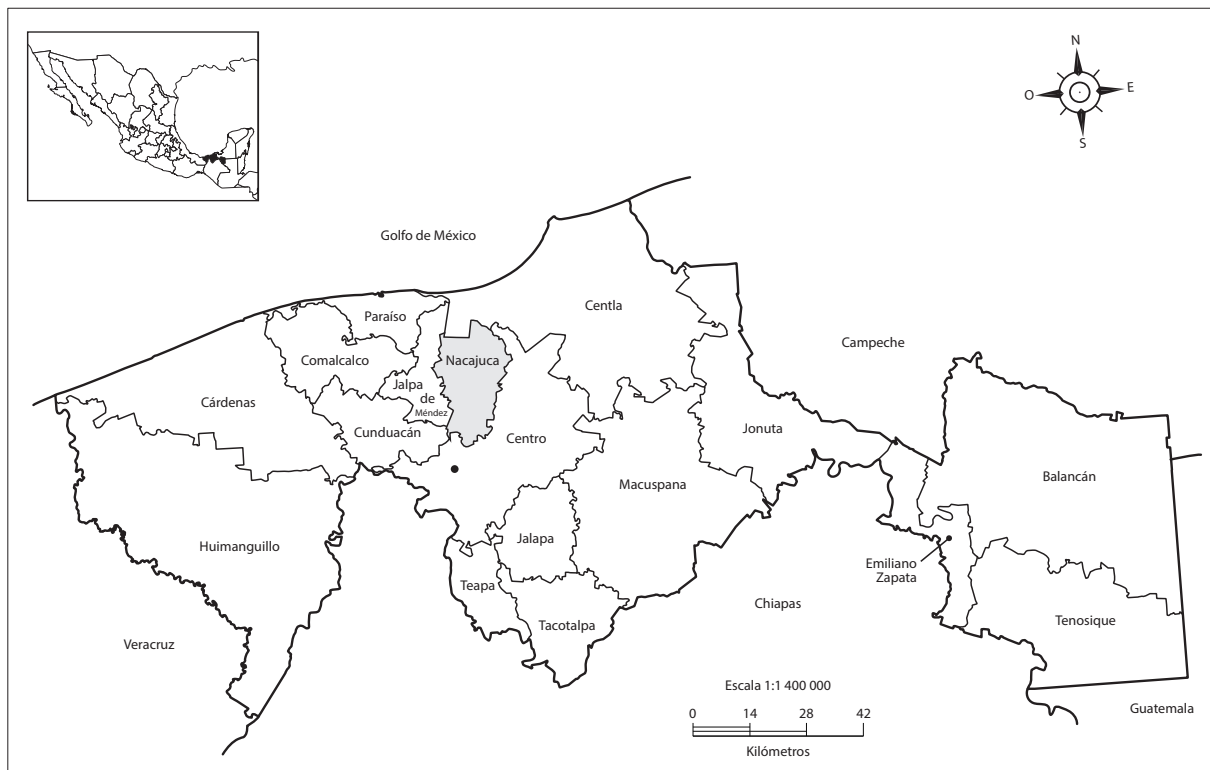 N
O
E
S
Golfo de México
Centla
Paraíso
Campeche
Comalcalco
Nacajuca
Jalpa
de
Méndez
Cárdenas
Cunduacán
Centro
Jonuta
Macuspana
Balancán
Huimanguillo
Jalapa
Emiliano
Zapata
Teapa
Chiapas
Tacotalpa
Tenosique
Veracruz
Escala 1:1 400 000
0 14 28 42
Kilómetros
Guatemala